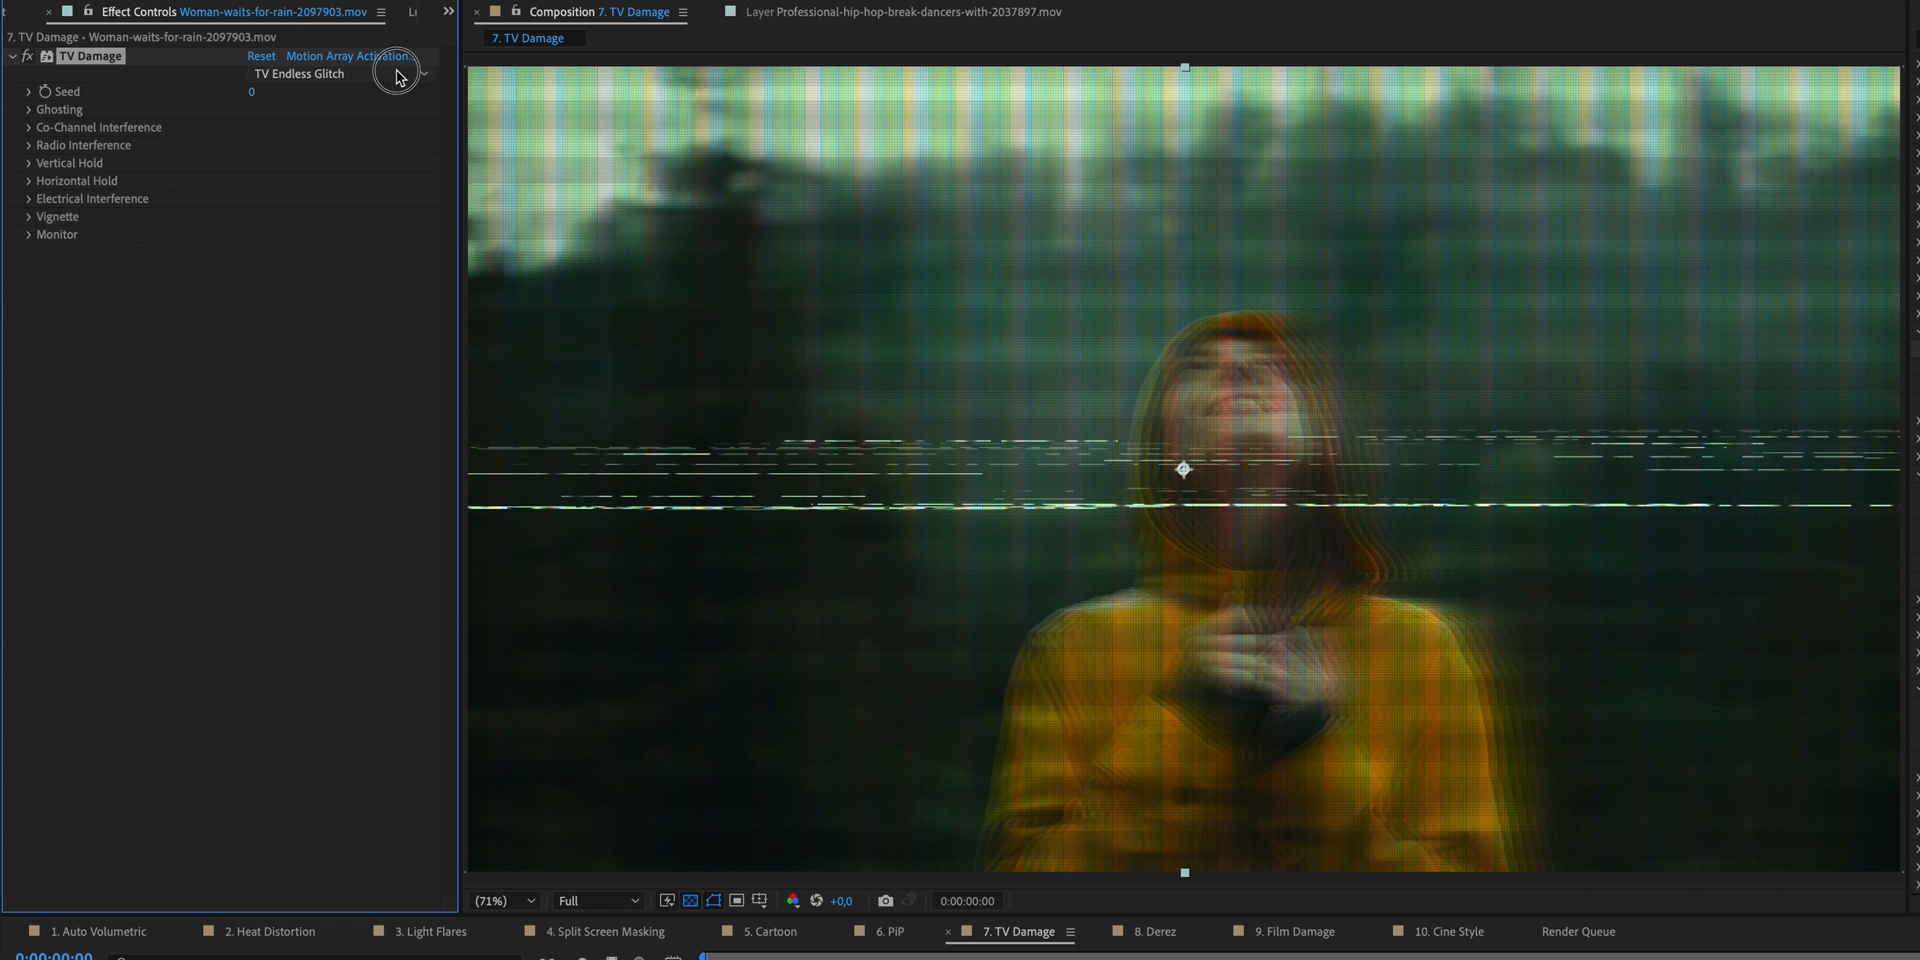 Effect Controls Woman-waits-for-rain-2097903.mov
7. TV Damage • Woman-waits-for-rain-2097903.mov
fx TV Damage Reset Motion Array Activation...
TV Endless Glitch
Seed 0
Ghosting
Co-Channel Interference
Radio Interference
Vertical Hold
Horizontal Hold
Electrical Interference
Vignette
Monitor
Composition 7. TV Damage
Layer Professional-hip-hop-break-dancers-with-2037897.mov
7. TV Damage
(71%) Full +0,0 0:00:00:00
1. Auto Volumetric 2. Heat Distortion 3. Light Flares 4. Split Screen Masking 5. Cartoon 6. PiP 7. TV Damage 8. Derez 9. Film Damage 10. Cine Style Render Queue
0:00:00:00